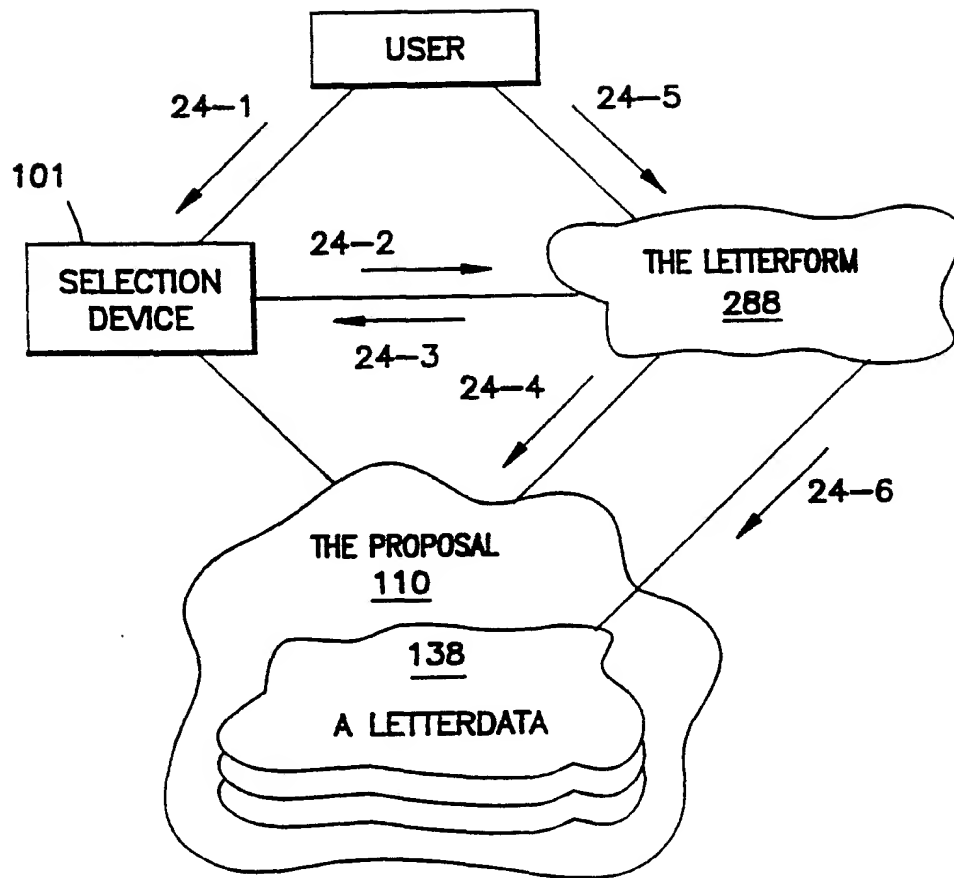 USER
24-1
24-5
101
SELECTION
DEVICE
24-2
24-3
THE LETTERFORM
288
24-4
24-6
THE PROPOSAL
110
138
A LETTERDATA